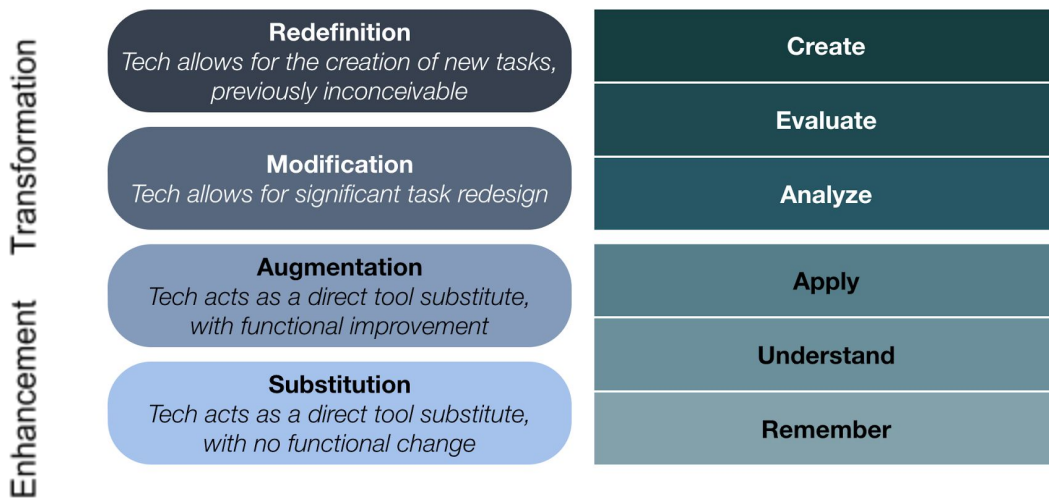 Transformation
Enhancement
Redefinition
Tech allows for the creation of new tasks,
previously inconceivable
Modification
Tech allows for significant task redesign
Augmentation
Tech acts as a direct tool substitute,
with functional improvement
Substitution
Tech acts as a direct tool substitute,
with no functional change
Create
Evaluate
Analyze
Apply
Understand
Remember